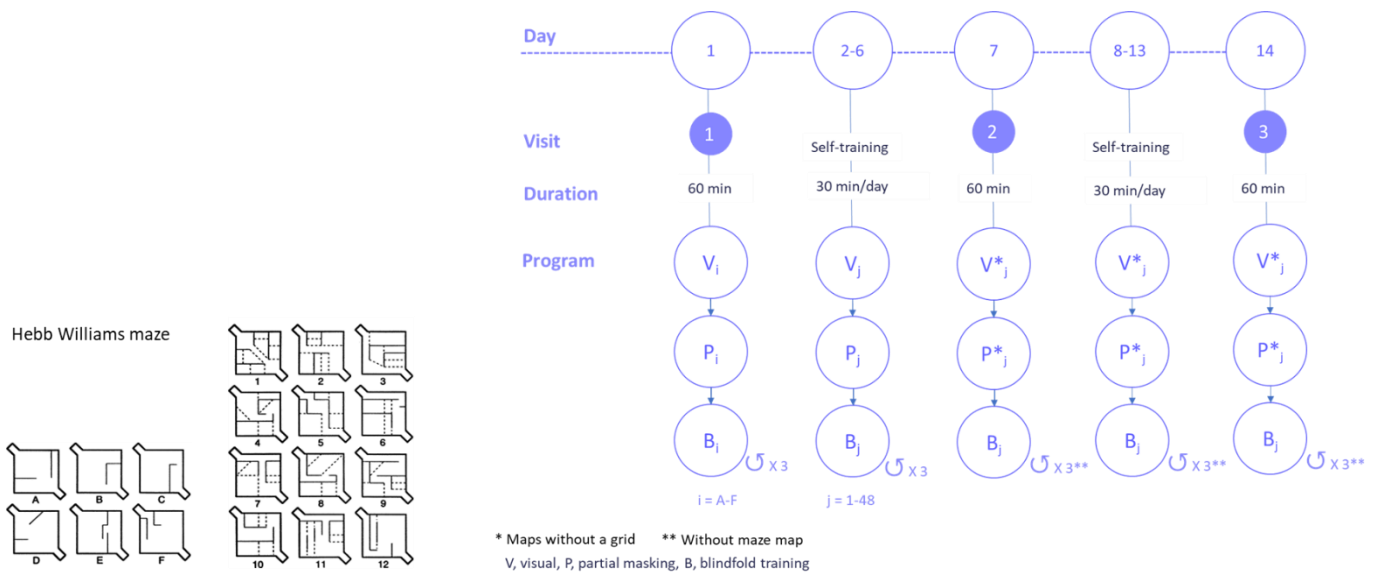 Day
1
2-6
7
8-13
14
Visit
1
Self-training
2
Self-training
3
Duration
60 min
30 min/day
60 min
30 min/day
60 min
Program
Vᵢ
Vⱼ
V*ⱼ
V*ⱼ
V*ⱼ
Pᵢ
Pⱼ
P*ⱼ
P*ⱼ
P*ⱼ
Bᵢ
Bⱼ
Bⱼ
Bⱼ
Bⱼ
↺ X 3
↺ X 3
↺ X 3**
↺ X 3**
↺ X 3**
i = A-F
j = 1-48
* Maps without a grid ** Without maze map
V, visual, P, partial masking, B, blindfold training
Hebb Williams maze
A B C
D E F
1 2 3
4 5 6
7 8 9
10 11 12